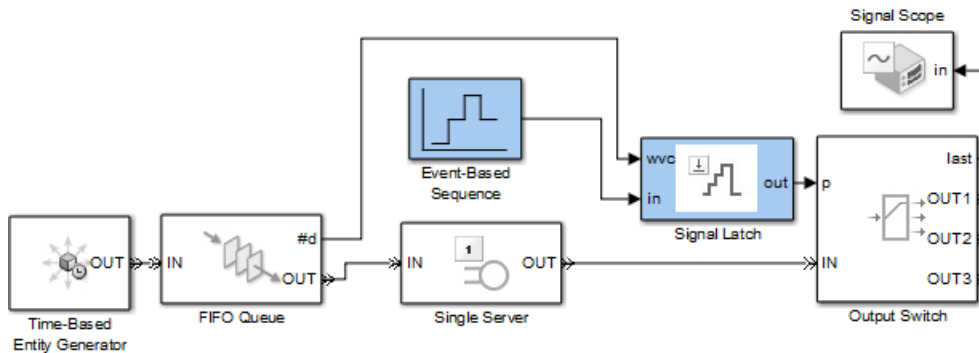 Signal Scope
in
Event-Based
Sequence
wvc
in
out
Signal Latch
p
IN
last
OUT1
OUT2
OUT3
Output Switch
OUT
Time-Based
Entity Generator
IN
#d
OUT
FIFO Queue
IN
1
OUT
Single Server